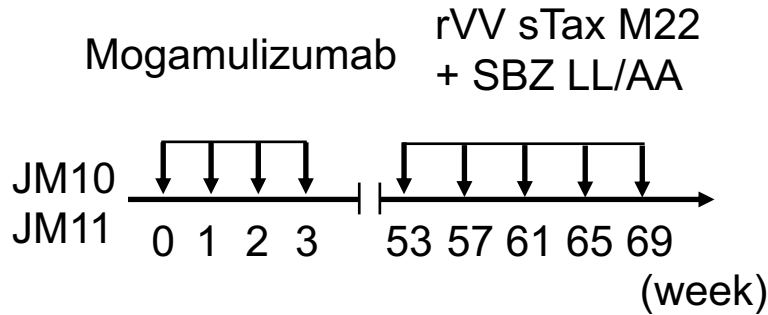 Mogamulizumab
rVV sTax M22
+ SBZ LL/AA
JM10
JM11
0 1 2 3 53 57 61 65 69
(week)